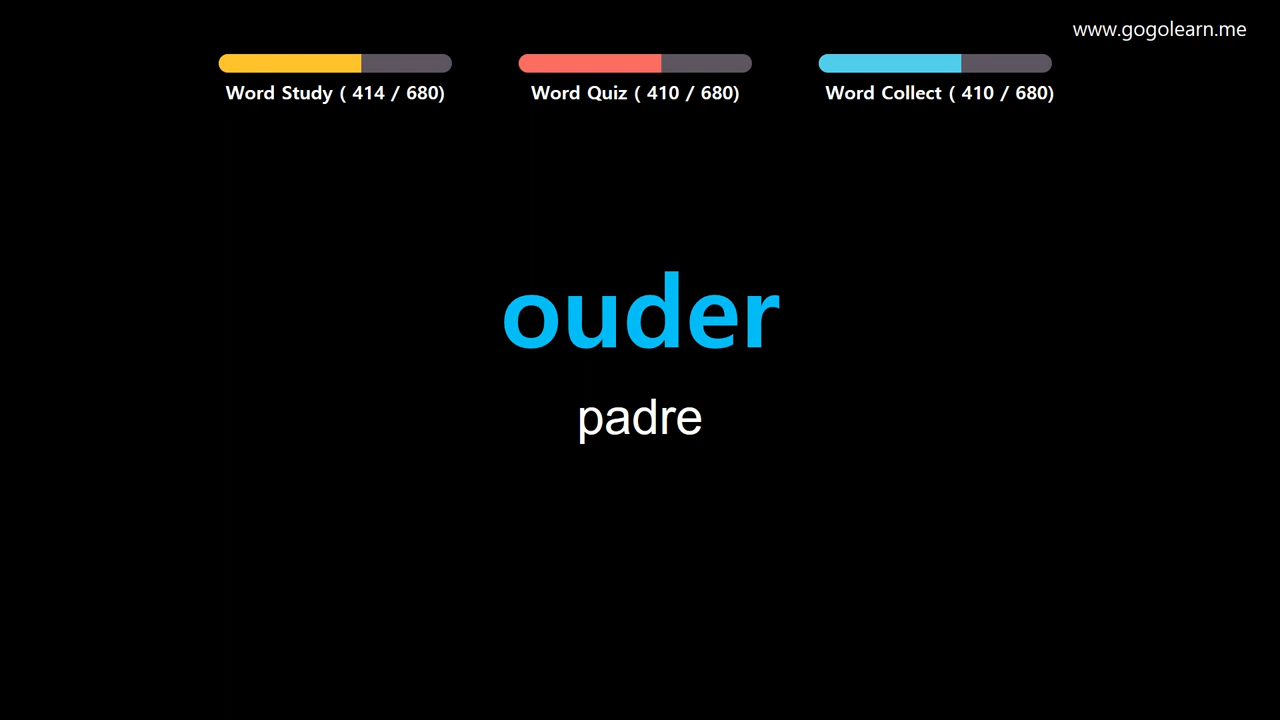 www.gogolearn.me
Word Study ( 414 / 680)
Word Quiz ( 410 / 680)
Word Collect ( 410 / 680)
ouder
padre